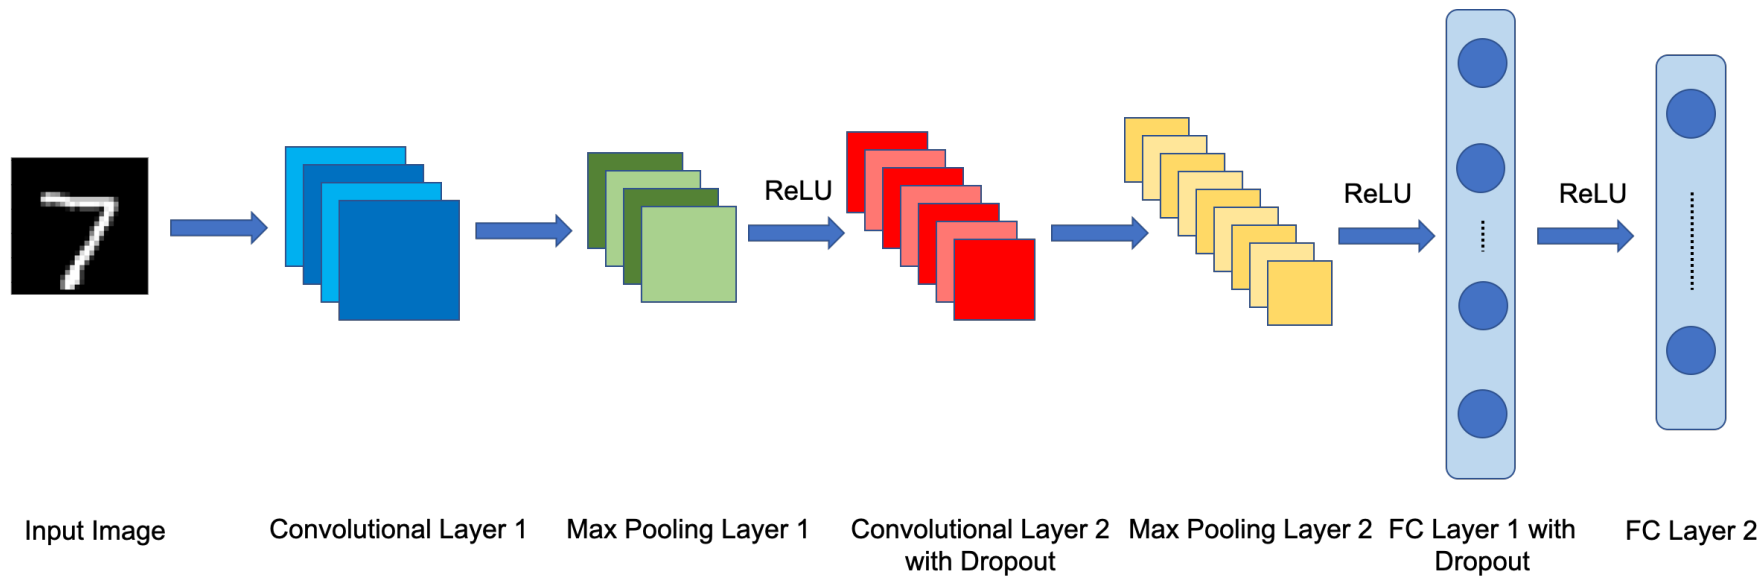 ReLU
ReLU
ReLU
Input Image
Convolutional Layer 1
Max Pooling Layer 1
Convolutional Layer 2
with Dropout
Max Pooling Layer 2
FC Layer 1 with
Dropout
FC Layer 2